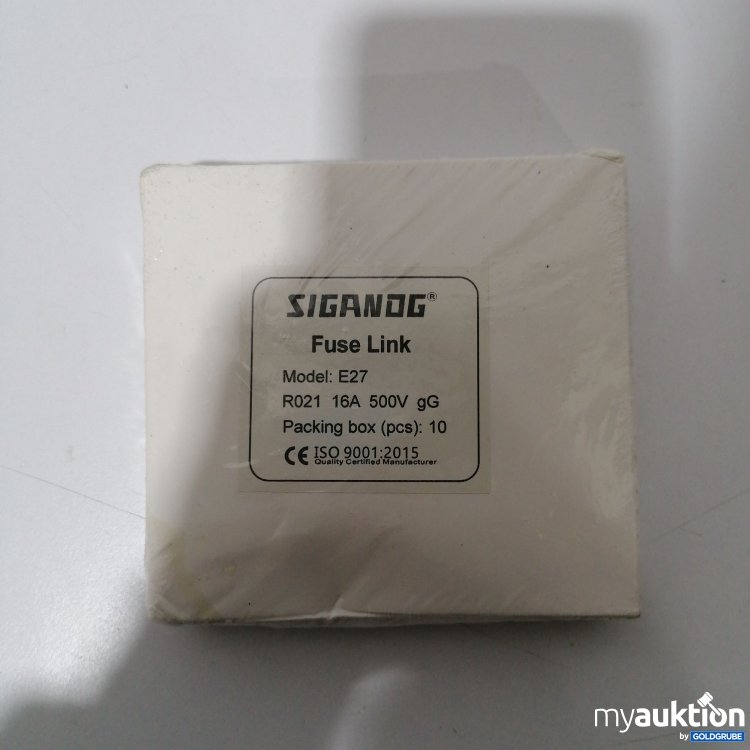 SIGANDG®
Fuse Link
Model: E27
R021 16A 500V gG
Packing box (pcs): 10
CE ISO 9001:2015
Quality Certified Manufacturer
myauktion
by GOLDGRUBE